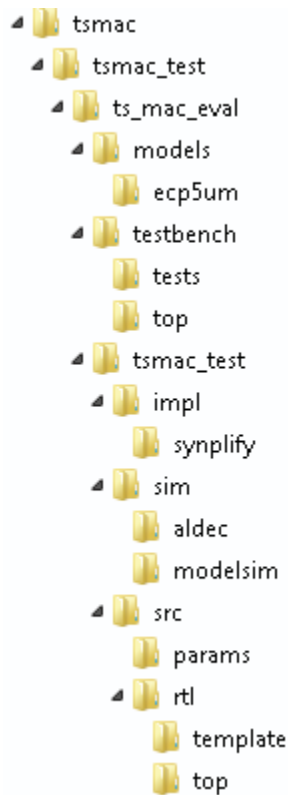 tsmac
tsmac_test
ts_mac_eval
models
ecp5um
testbench
tests
top
tsmac_test
impl
synplify
sim
aldec
modelsim
src
params
rtl
template
top